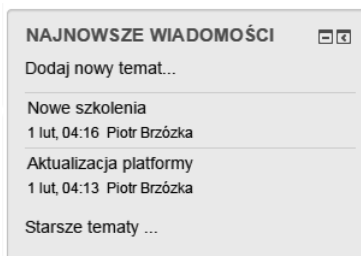 NAJNOWSZE WIADOMOŚCI
Dodaj nowy temat...
Nowe szkolenia
1 lut, 04:16 Piotr Brzózka
Aktualizacja platformy
1 lut, 04:13 Piotr Brzózka
Starsze tematy ...